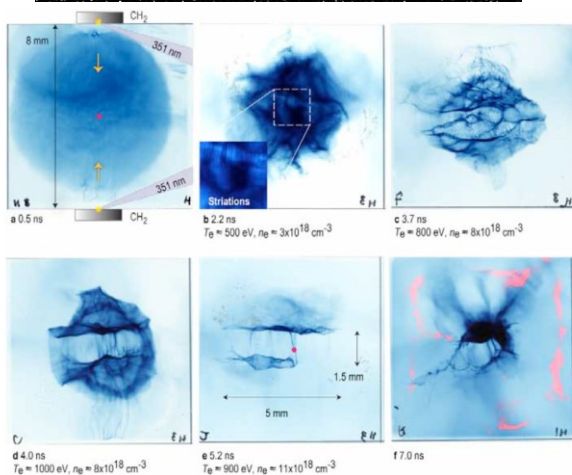 CH2
8 mm
351 nm
351 nm
CH2
a 0.5 ns
Striations
b 2.2 ns
Te ≈ 500 eV, ne ≈ 3x10^18 cm^-3
c 3.7 ns
Te ≈ 800 eV, ne ≈ 8x10^18 cm^-3
d 4.0 ns
Te ≈ 1000 eV, ne ≈ 8x10^18 cm^-3
1.5 mm
5 mm
e 5.2 ns
Te ≈ 900 eV, ne ≈ 11x10^18 cm^-3
f 7.0 ns